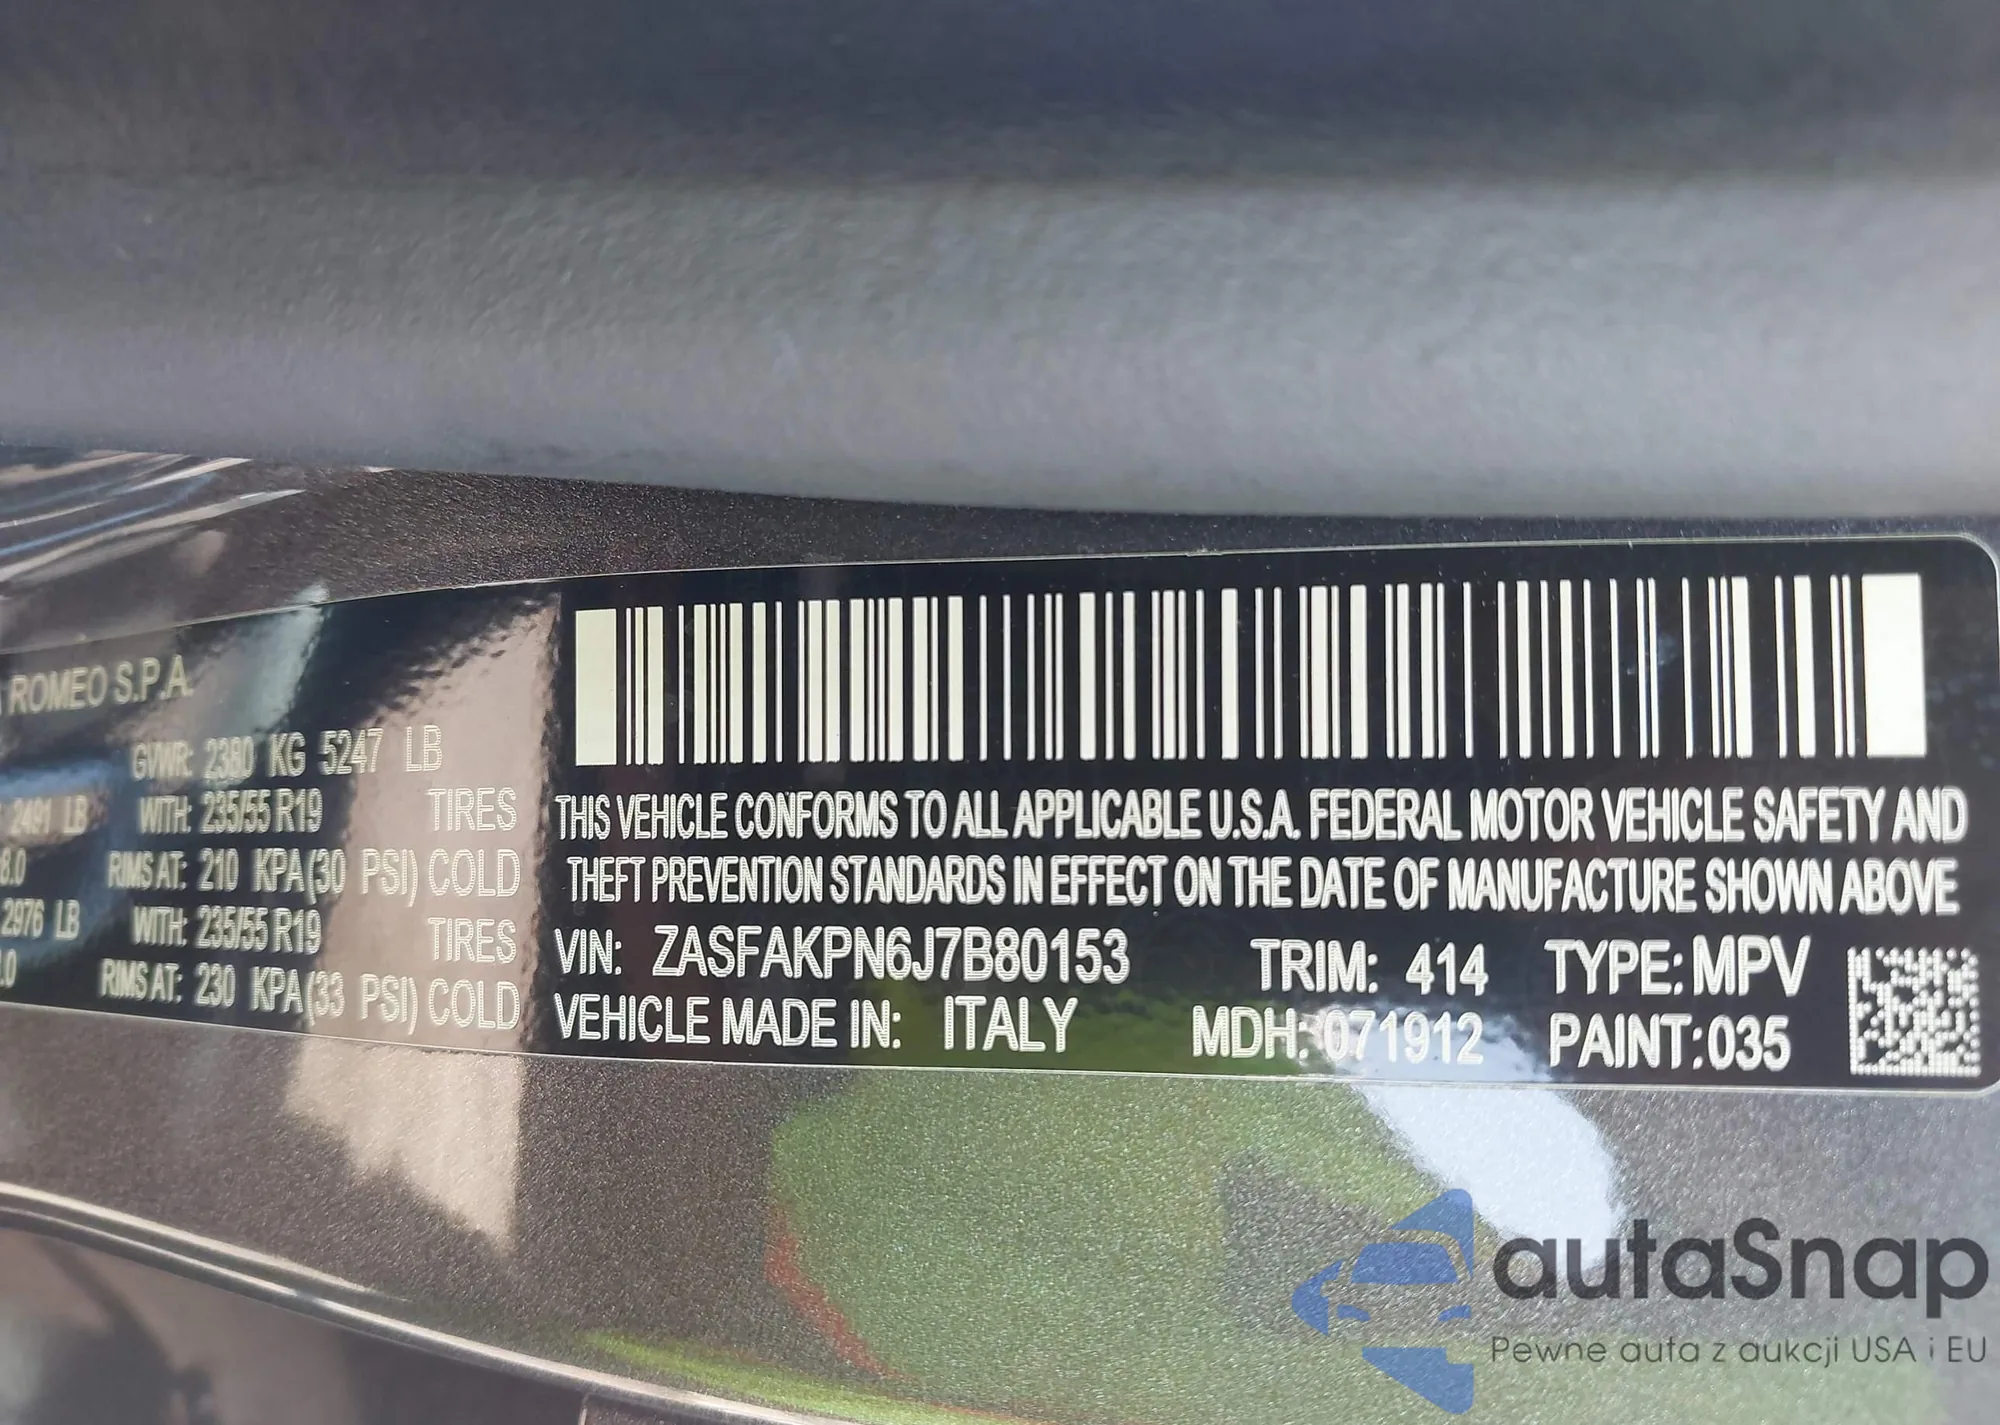 ROMEO S.P.A.
GVWR: 2380 KG 5247 LB
2491 LB WITH: 235/55 R19 TIRES
8.0 RIMS AT: 210 KPA(30 PSI) COLD
2976 LB WITH: 235/55 R19 TIRES
.0 RIMS AT: 230 KPA(33 PSI) COLD
THIS VEHICLE CONFORMS TO ALL APPLICABLE U.S.A. FEDERAL MOTOR VEHICLE SAFETY AND
THEFT PREVENTION STANDARDS IN EFFECT ON THE DATE OF MANUFACTURE SHOWN ABOVE
VIN: ZASFAKPN6J7B80153 TRIM: 414 TYPE: MPV
VEHICLE MADE IN: ITALY MDH: 071912 PAINT: 035
autaSnap
Pewne auta z aukcji USA i EU